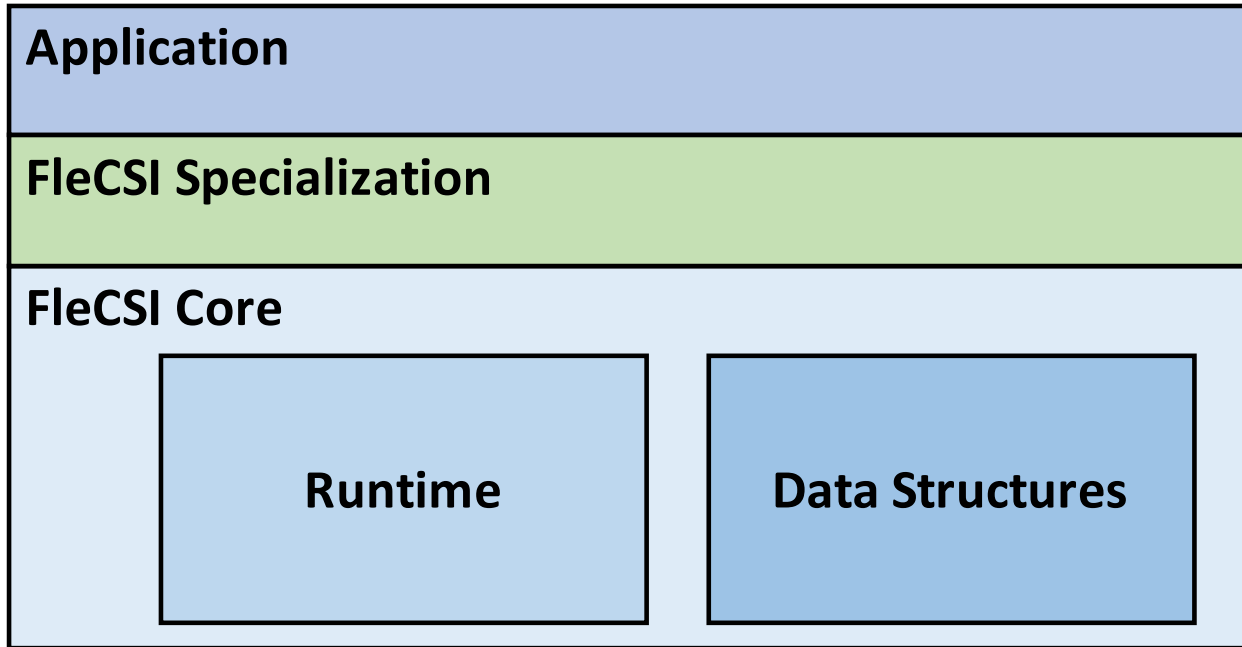 Application
FleCSI Specialization
FleCSI Core
Runtime
Data Structures